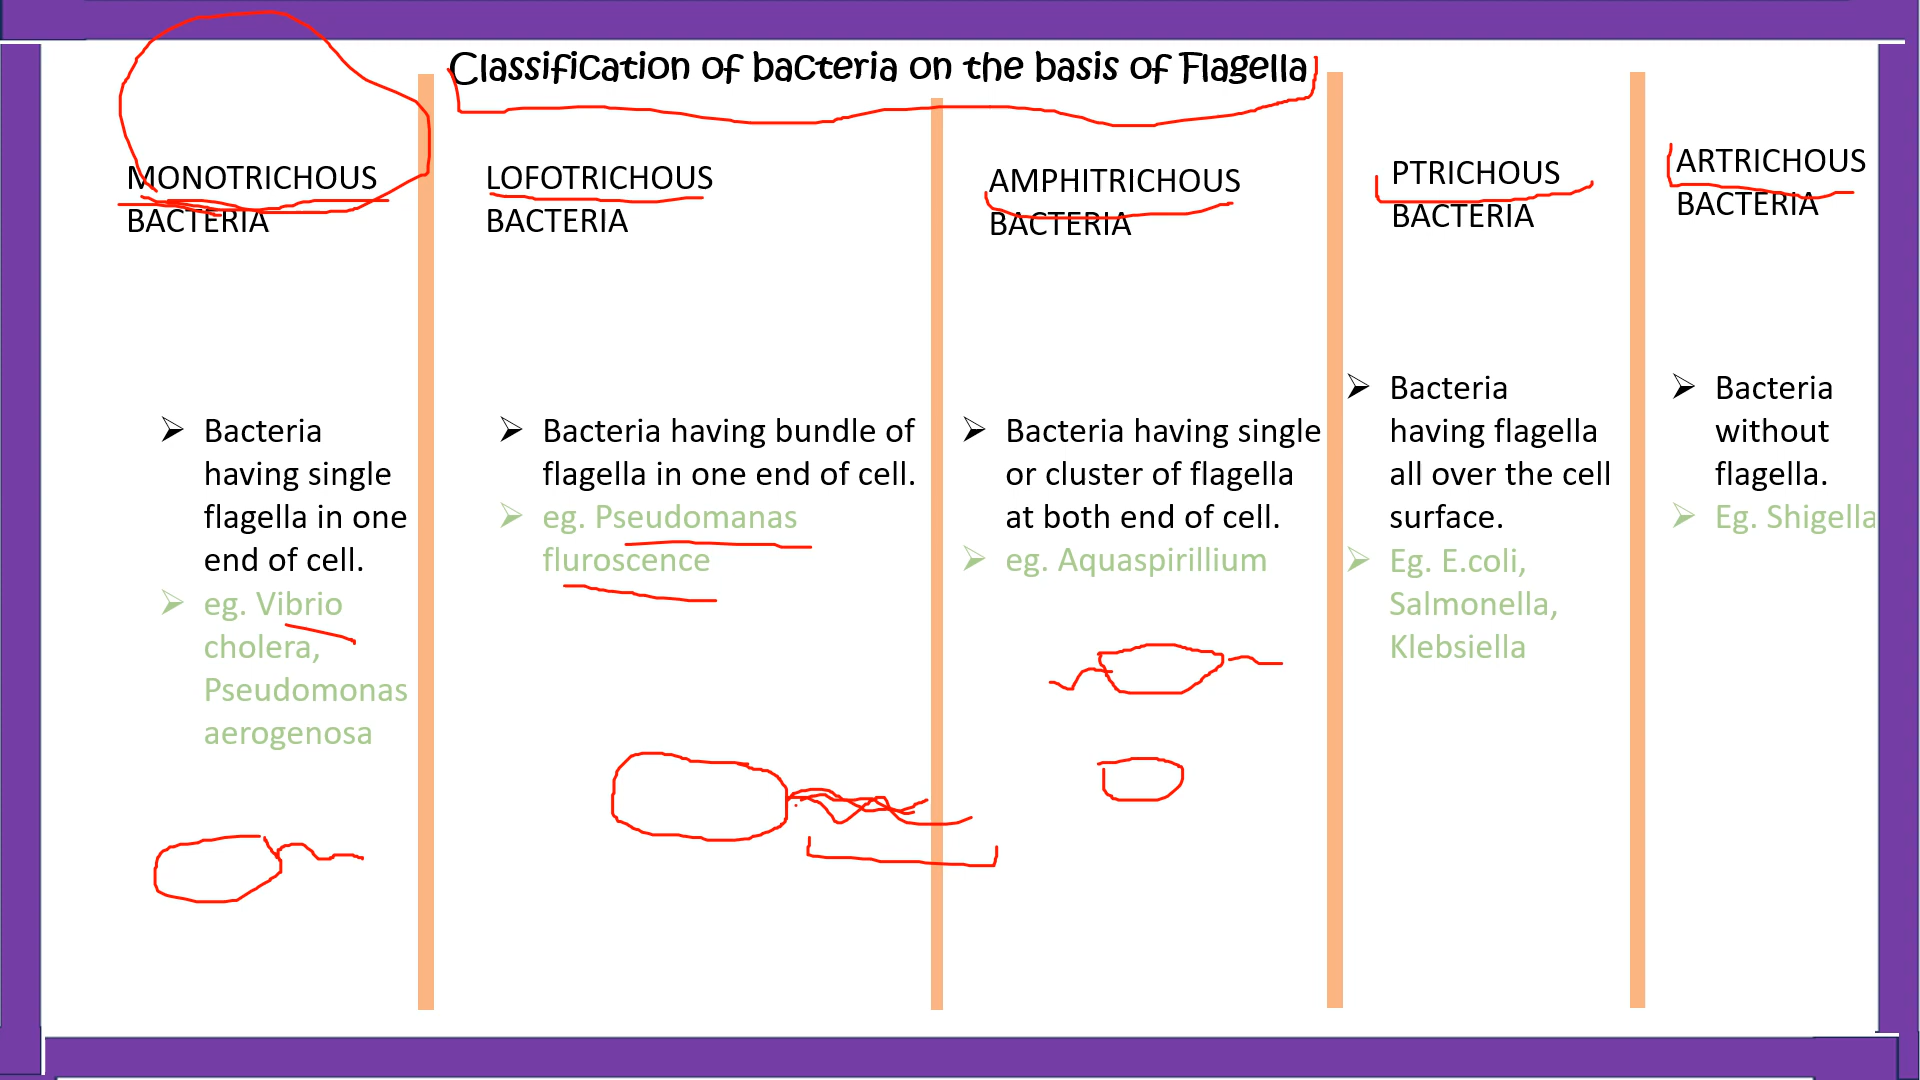 Classification of bacteria on the basis of Flagella
MONOTRICHOUS
BACTERIA
Bacteria
having single
flagella in one
end of cell.
eg. Vibrio
cholera,
Pseudomonas
aerogenosa
LOFOTRICHOUS
BACTERIA
Bacteria having bundle of
flagella in one end of cell.
eg. Pseudomanas
fluroscence
AMPHITRICHOUS
BACTERIA
Bacteria having single
or cluster of flagella
at both end of cell.
eg. Aquaspirillium
PTRICHOUS
BACTERIA
Bacteria
having flagella
all over the cell
surface.
Eg. E.coli,
Salmonella,
Klebsiella
ARTRICHOUS
BACTERIA
Bacteria
without
flagella.
Eg. Shigella